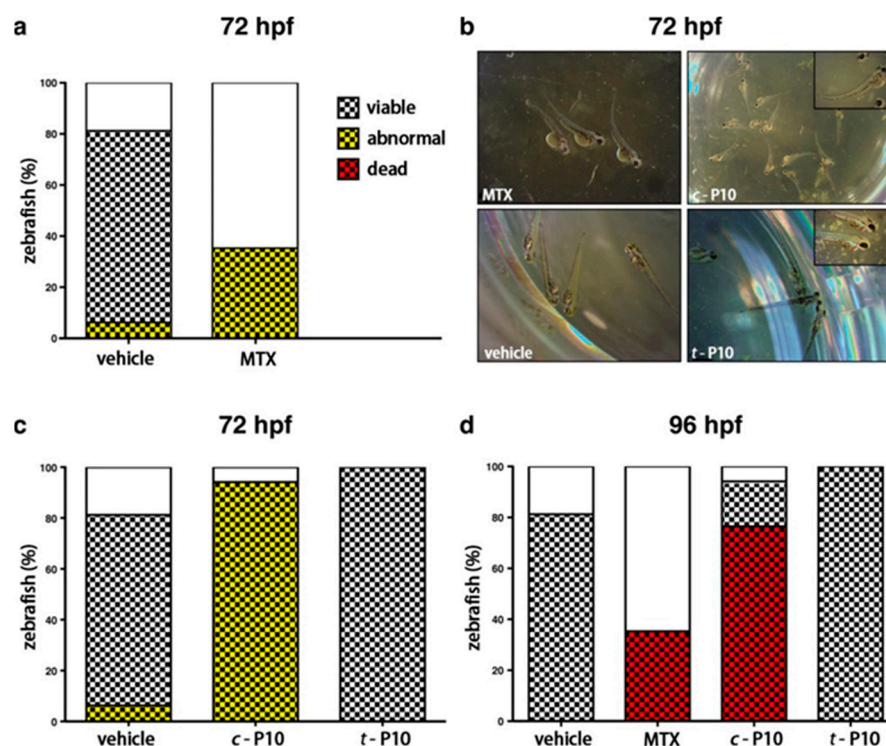 a 72 hpf
zebrafish (%)
100
80
60
40
20
0
vehicle MTX
viable
abnormal
dead
b 72 hpf
MTX
c - P10
vehicle
t - P10
c 72 hpf
zebrafish (%)
100
80
60
40
20
0
vehicle c - P10 t - P10
d 96 hpf
zebrafish (%)
100
80
60
40
20
0
vehicle MTX c - P10 t - P10